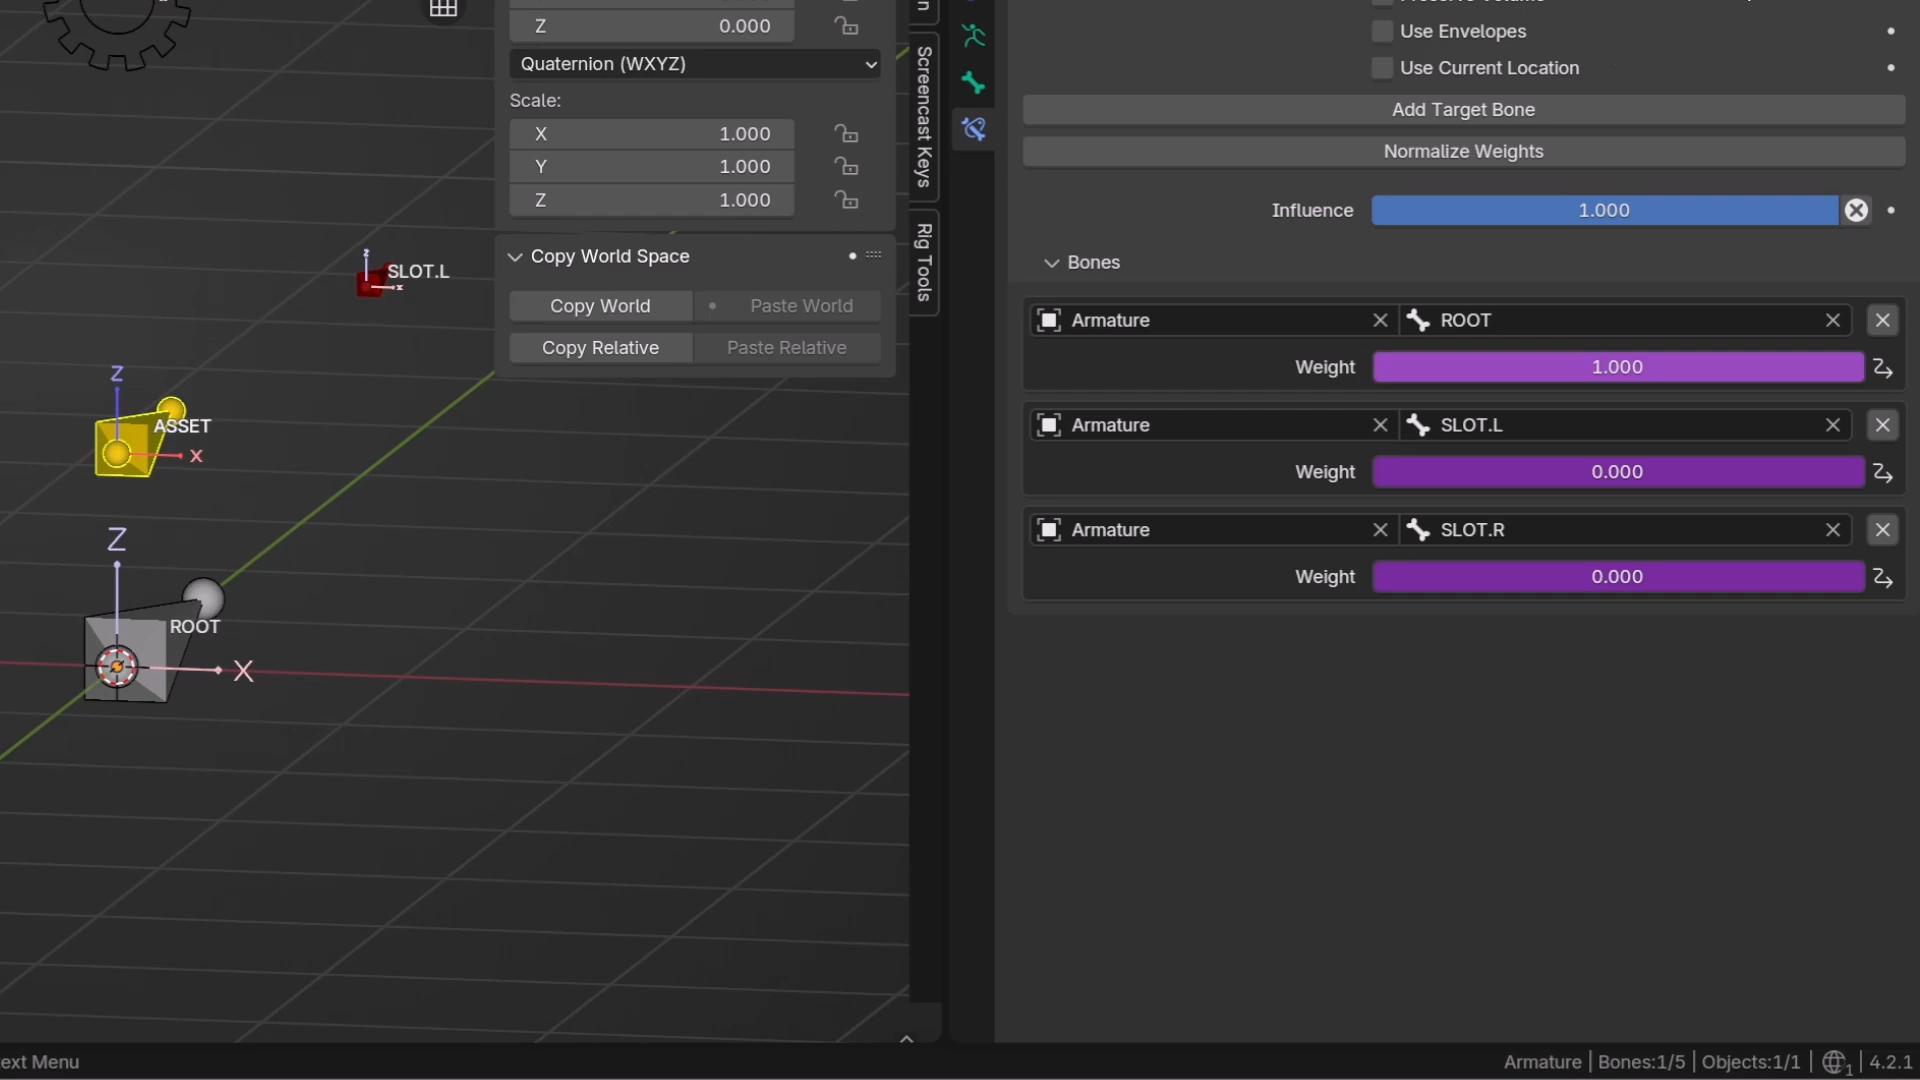 Z 0.000
Quaternion (WXYZ)
Scale:
X 1.000
Y 1.000
Z 1.000
Copy World Space
Copy World Paste World
Copy Relative Paste Relative
Screencast Keys
Rig Tools
z
SLOT.L
x
Z
ASSET
X
Z
ROOT
X
Use Envelopes
Use Current Location
Add Target Bone
Normalize Weights
Influence 1.000
Bones
Armature ROOT
Weight 1.000
Armature SLOT.L
Weight 0.000
Armature SLOT.R
Weight 0.000
ext Menu
Armature | Bones:1/5 | Objects:1/1 | 1 | 4.2.1